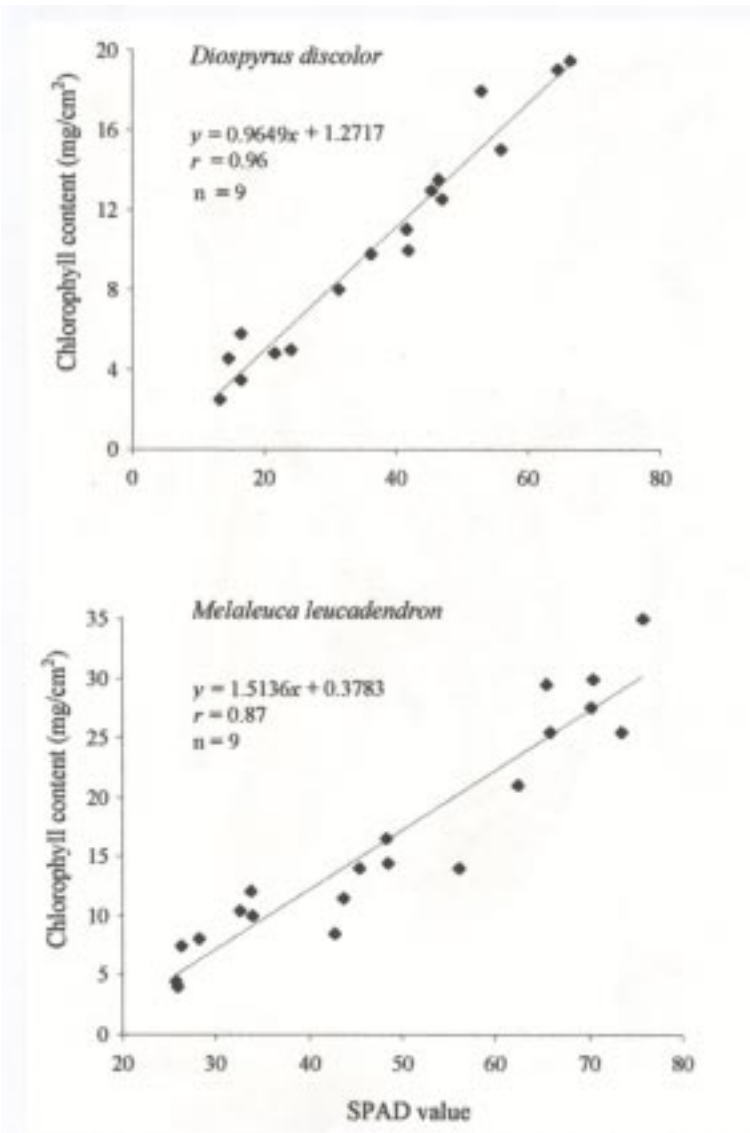 Diospyrus discolor
y = 0.9649x + 1.2717
r = 0.96
n = 9
Chlorophyll content (mg/cm²)
20
16
12
8
4
0
0 20 40 60 80
Melaleuca leucadendron
y = 1.5136x + 0.3783
r = 0.87
n = 9
Chlorophyll content (mg/cm²)
35
30
25
20
15
10
5
0
20 30 40 50 60 70 80
SPAD value